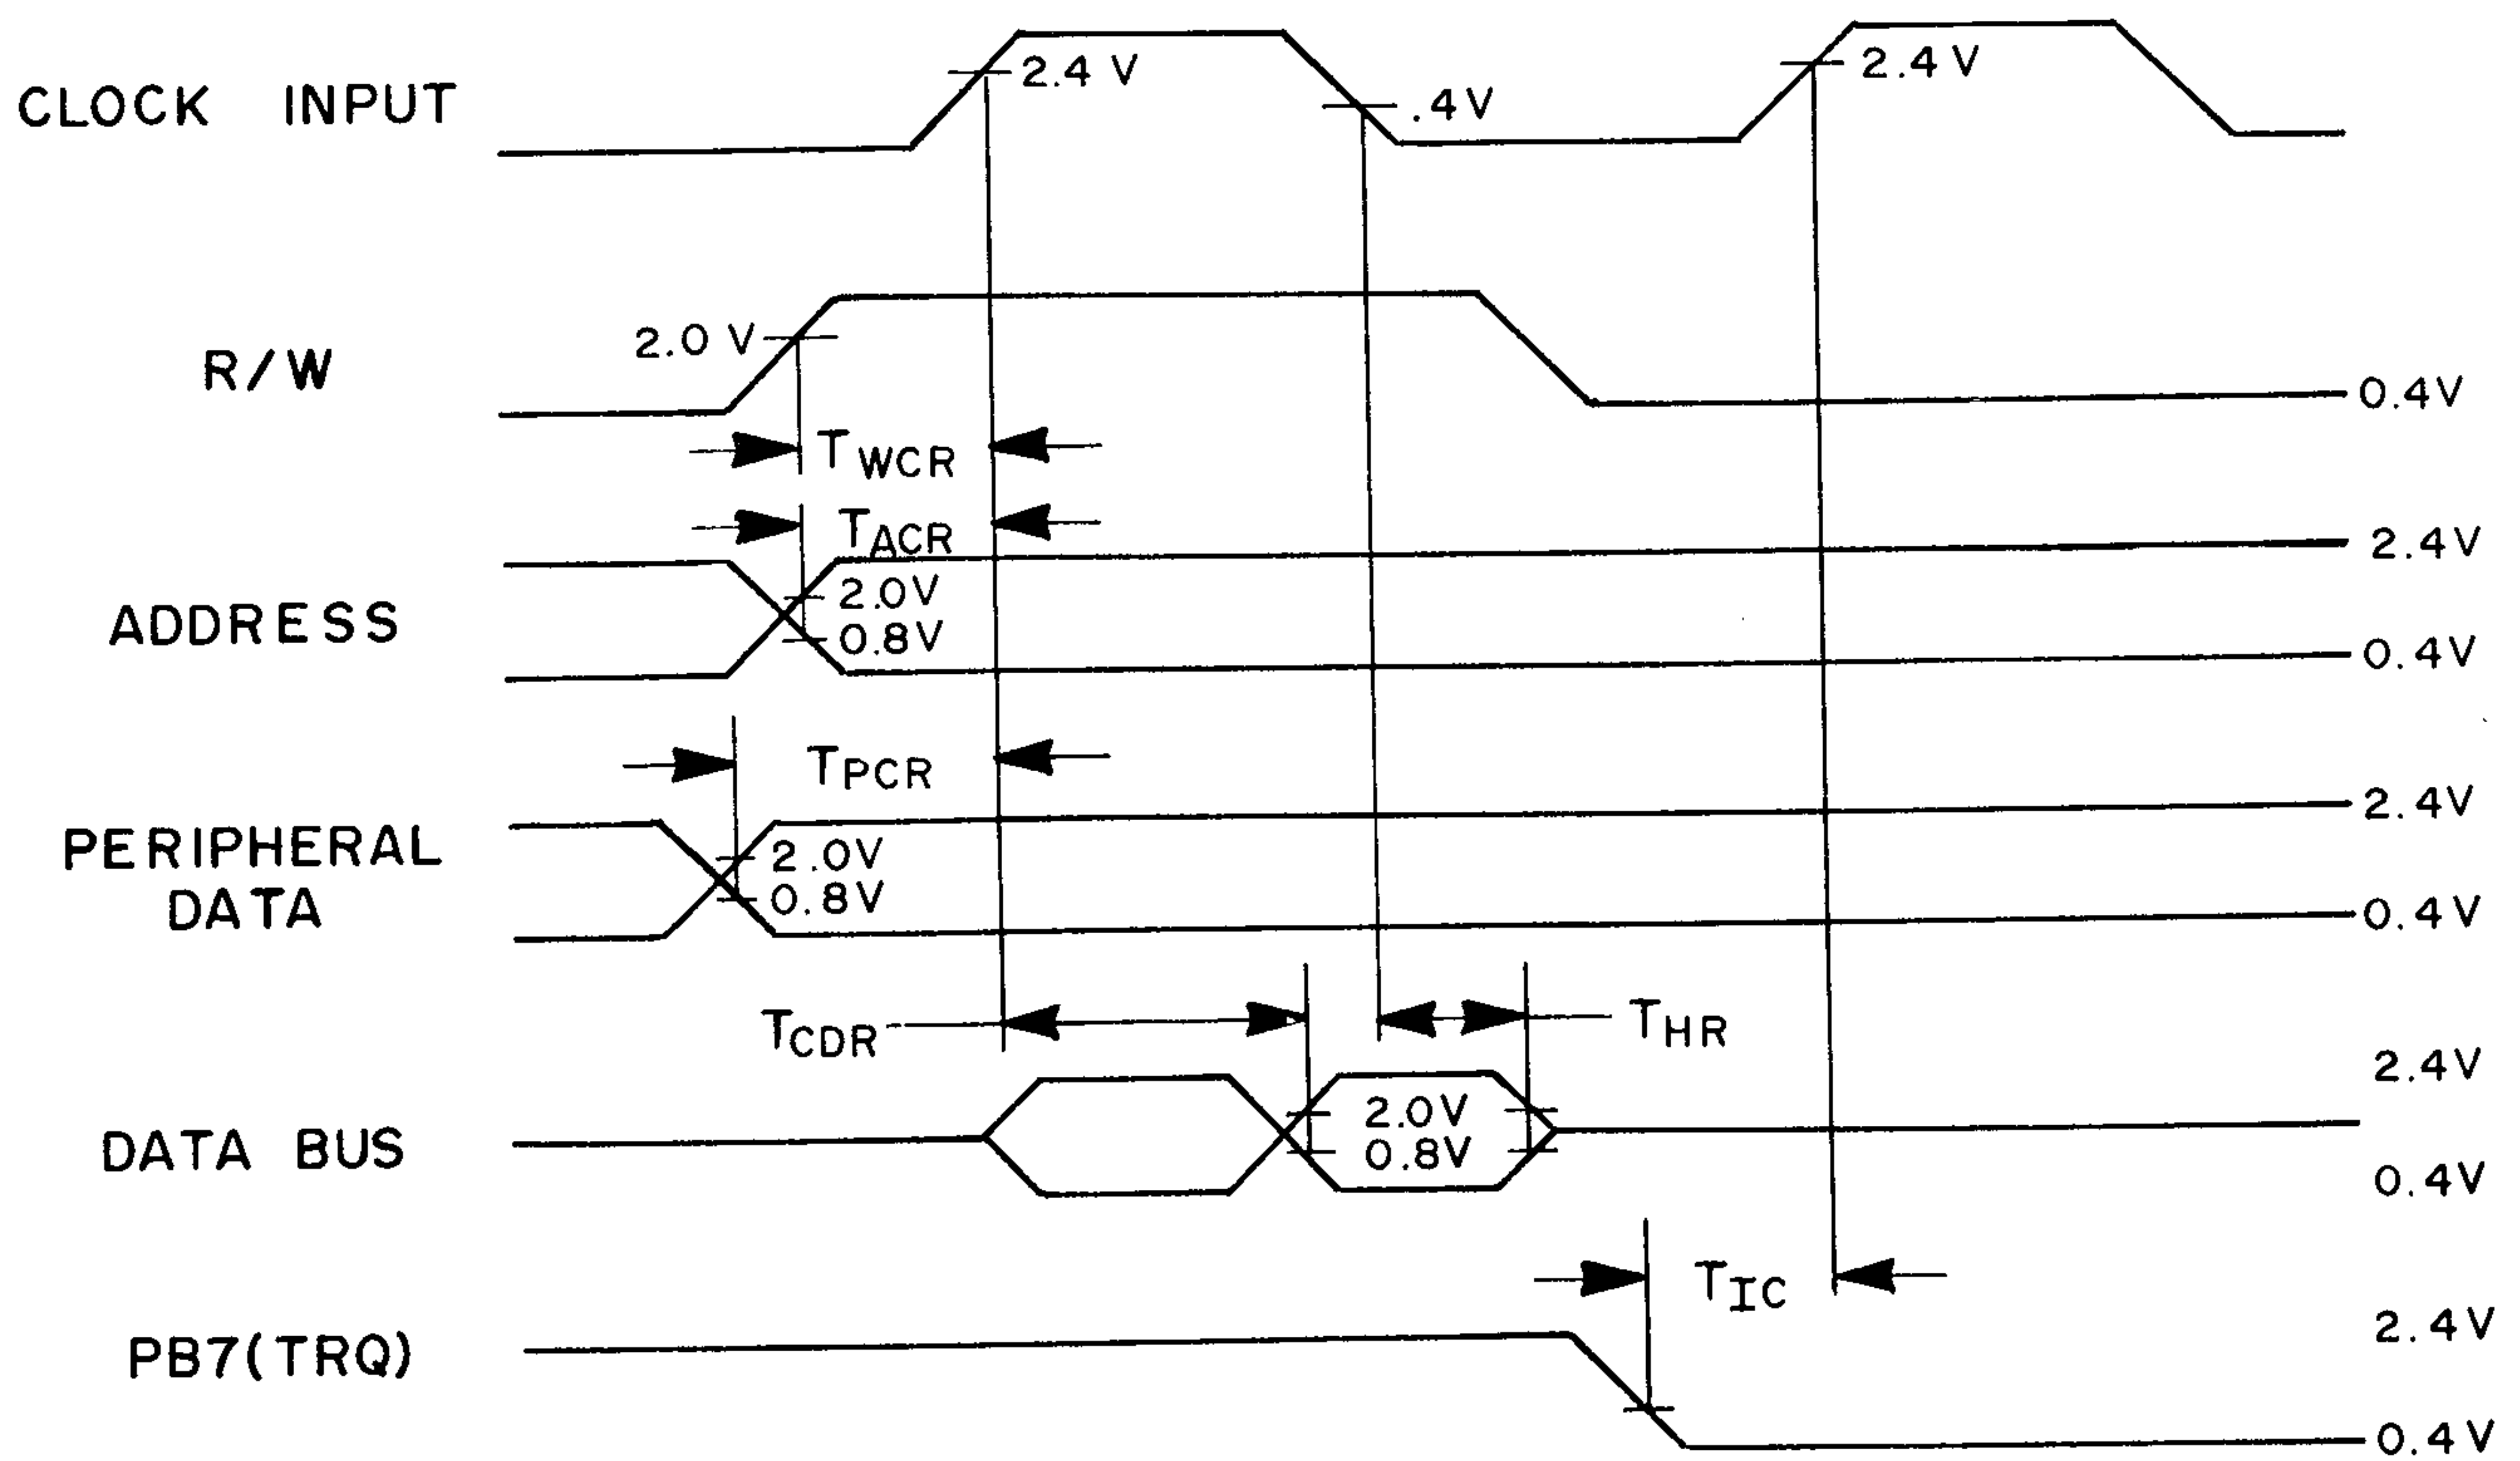 CLOCK INPUT
2.4 V
.4V
2.4 V
R/W
2.0 V
0.4V
TWCR
TACR
2.4V
ADDRESS
2.0V
0.8V
0.4V
TPCR
PERIPHERAL
DATA
2.0V
0.8V
2.4V
0.4V
TCDR
THR
2.4V
DATA BUS
2.0V
0.8V
0.4V
TIC
2.4V
PB7(TRQ)
0.4V